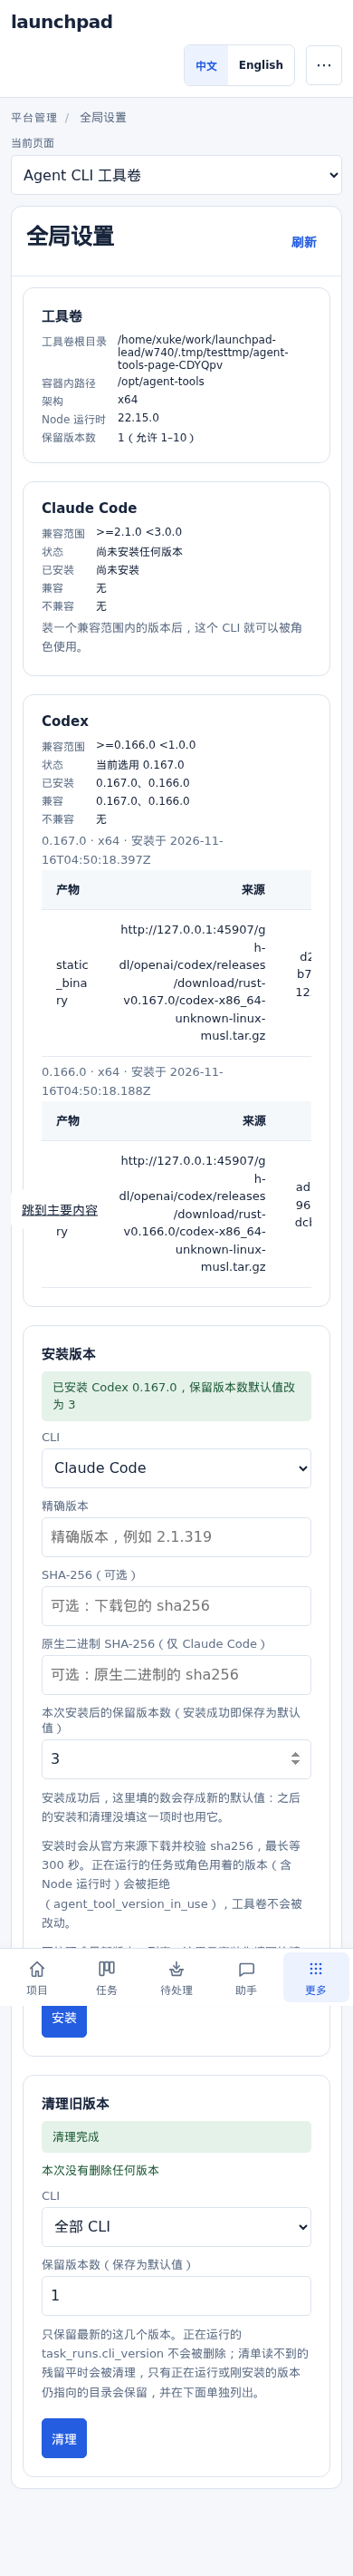 launchpad
中文
English
···
平台管理 / 全局设置
当前页面
Agent CLI 工具卷
全局设置
刷新
工具卷
工具卷根目录 /home/xuke/work/launchpad-
lead/w740/.tmp/testtmp/agent-
tools-page-CDYQpv
容器内路径 /opt/agent-tools
架构 x64
Node 运行时 22.15.0
保留版本数 1（允许 1–10）
Claude Code
兼容范围 >=2.1.0 <3.0.0
状态 尚未安装任何版本
已安装 尚未安装
兼容 无
不兼容 无
装一个兼容范围内的版本后，这个 CLI 就可以被角
色使用。
Codex
兼容范围 >=0.166.0 <1.0.0
状态 当前选用 0.167.0
已安装 0.167.0、0.166.0
兼容 0.167.0、0.166.0
不兼容 无
0.167.0 · x64 · 安装于 2026-11-
16T04:50:18.397Z
产物 来源
static
_bina
ry
http://127.0.0.1:45907/g
h-
dl/openai/codex/releases
/download/rust-
v0.167.0/codex-x86_64-
unknown-linux-
musl.tar.gz
0.166.0 · x64 · 安装于 2026-11-
16T04:50:18.188Z
产物 来源
跳到主要内容
ry
http://127.0.0.1:45907/g
h-
dl/openai/codex/releases
/download/rust-
v0.166.0/codex-x86_64-
unknown-linux-
musl.tar.gz
安装版本
已安装 Codex 0.167.0，保留版本数默认值改
为 3
CLI
Claude Code
精确版本
精确版本，例如 2.1.319
SHA-256（可选）
可选：下载包的 sha256
原生二进制 SHA-256（仅 Claude Code）
可选：原生二进制的 sha256
本次安装后的保留版本数（安装成功即保存为默认
值）
3
安装成功后，这里填的数会存成新的默认值：之后
的安装和清理没填这一项时也用它。
安装时会从官方来源下载并校验 sha256，最长等
300 秒。正在运行的任务或角色用着的版本（含
Node 运行时）会被拒绝
（agent_tool_version_in_use），工具卷不会被
改动。
项目
任务
待处理
助手
更多
安装
清理旧版本
清理完成
本次没有删除任何版本
CLI
全部 CLI
保留版本数（保存为默认值）
1
只保留最新的这几个版本。正在运行的
task_runs.cli_version 不会被删除；清单读不到的
残留平时会被清理，只有正在运行或刚安装的版本
仍指向的目录会保留，并在下面单独列出。
清理